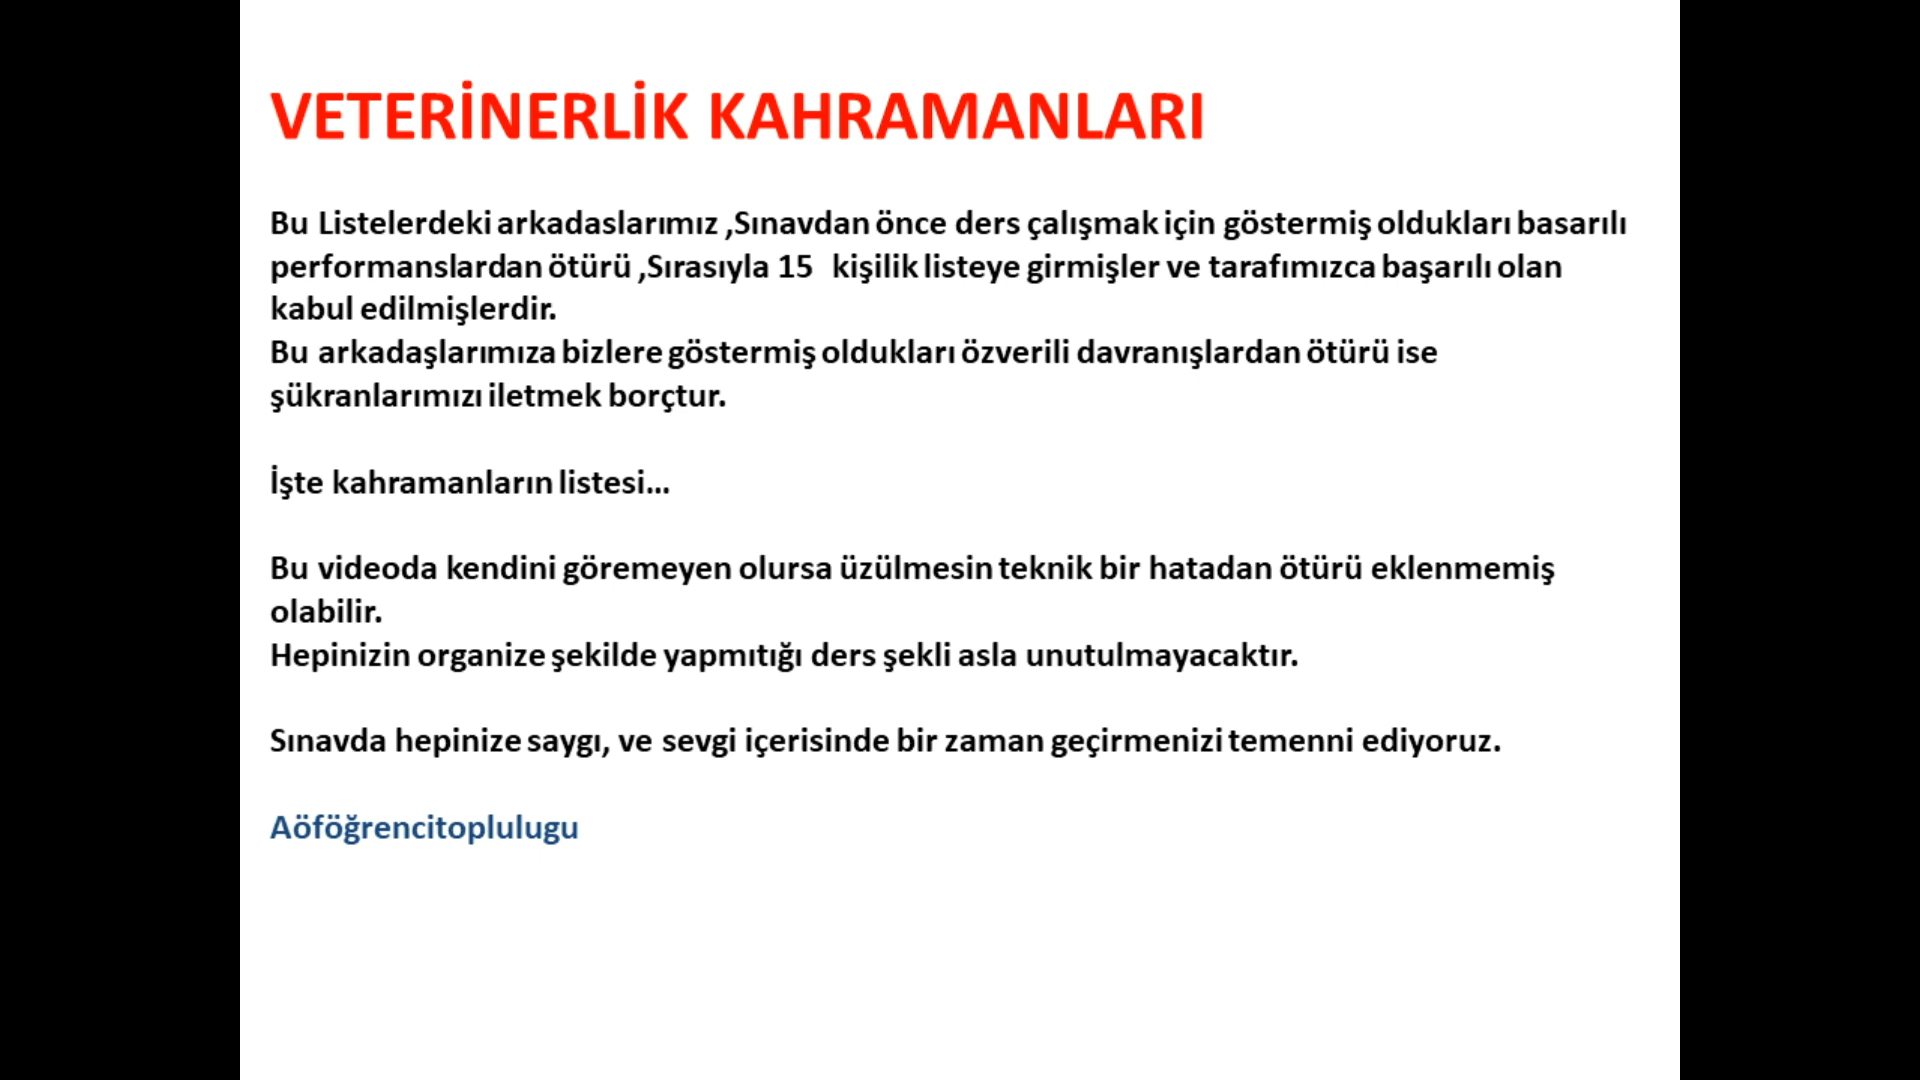 VETERİNERLİK KAHRAMANLARI
Bu Listelerdeki arkadaslarımız ,Sınavdan önce ders çalışmak için göstermiş oldukları basarılı
performanslardan ötürü ,Sırasıyla 15 kişilik listeye girmişler ve tarafımızca başarılı olan
kabul edilmişlerdir.
Bu arkadaşlarımıza bizlere göstermiş oldukları özverili davranışlardan ötürü ise
şükranlarımızı iletmek borçtur.
İşte kahramanların listesi...
Bu videoda kendini göremeyen olursa üzülmesin teknik bir hatadan ötürü eklenmemiş
olabilir.
Hepinizin organize şekilde yapmıtığı ders şekli asla unutulmayacaktır.
Sınavda hepinize saygı, ve sevgi içerisinde bir zaman geçirmenizi temenni ediyoruz.
Aöföğrencitoplulugu